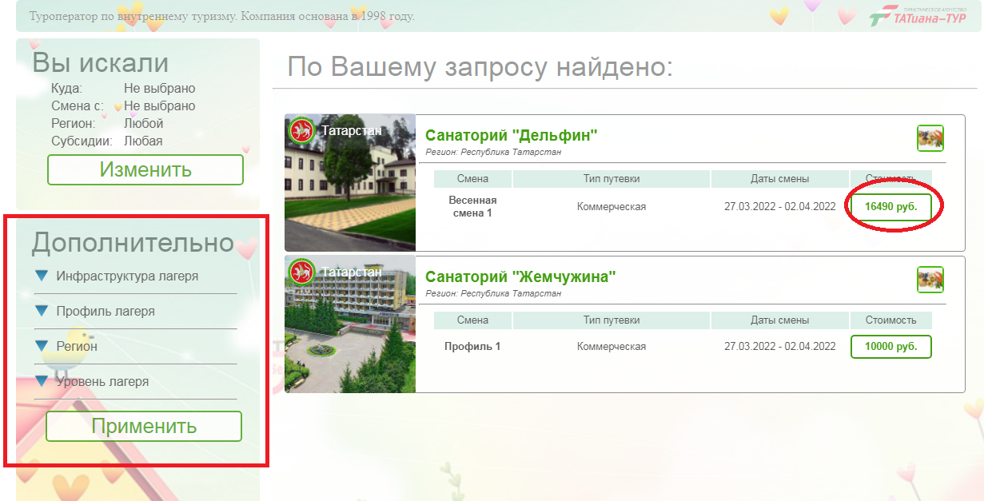 Туроператор по внутреннему туризму. Компания основана в 1998 году.
ТУРИСТИЧЕСКОЕ АГЕНТСТВО
ТАТиана-ТУР
Вы искали
Куда: Не выбрано
Смена с: Не выбрано
Регион: Любой
Субсидии: Любая
Изменить
Дополнительно
Инфраструктура лагеря
Профиль лагеря
Регион
Уровень лагеря
Применить
По Вашему запросу найдено:
Татарстан
Санаторий "Дельфин"
Регион: Республика Татарстан
Смена Тип путевки Даты смены Стоимость
Весенная
смена 1
Коммерческая 27.03.2022 - 02.04.2022 16490 руб.
Татарстан
Санаторий "Жемчужина"
Регион: Республика Татарстан
Смена Тип путевки Даты смены Стоимость
Профиль 1 Коммерческая 27.03.2022 - 02.04.2022 10000 руб.